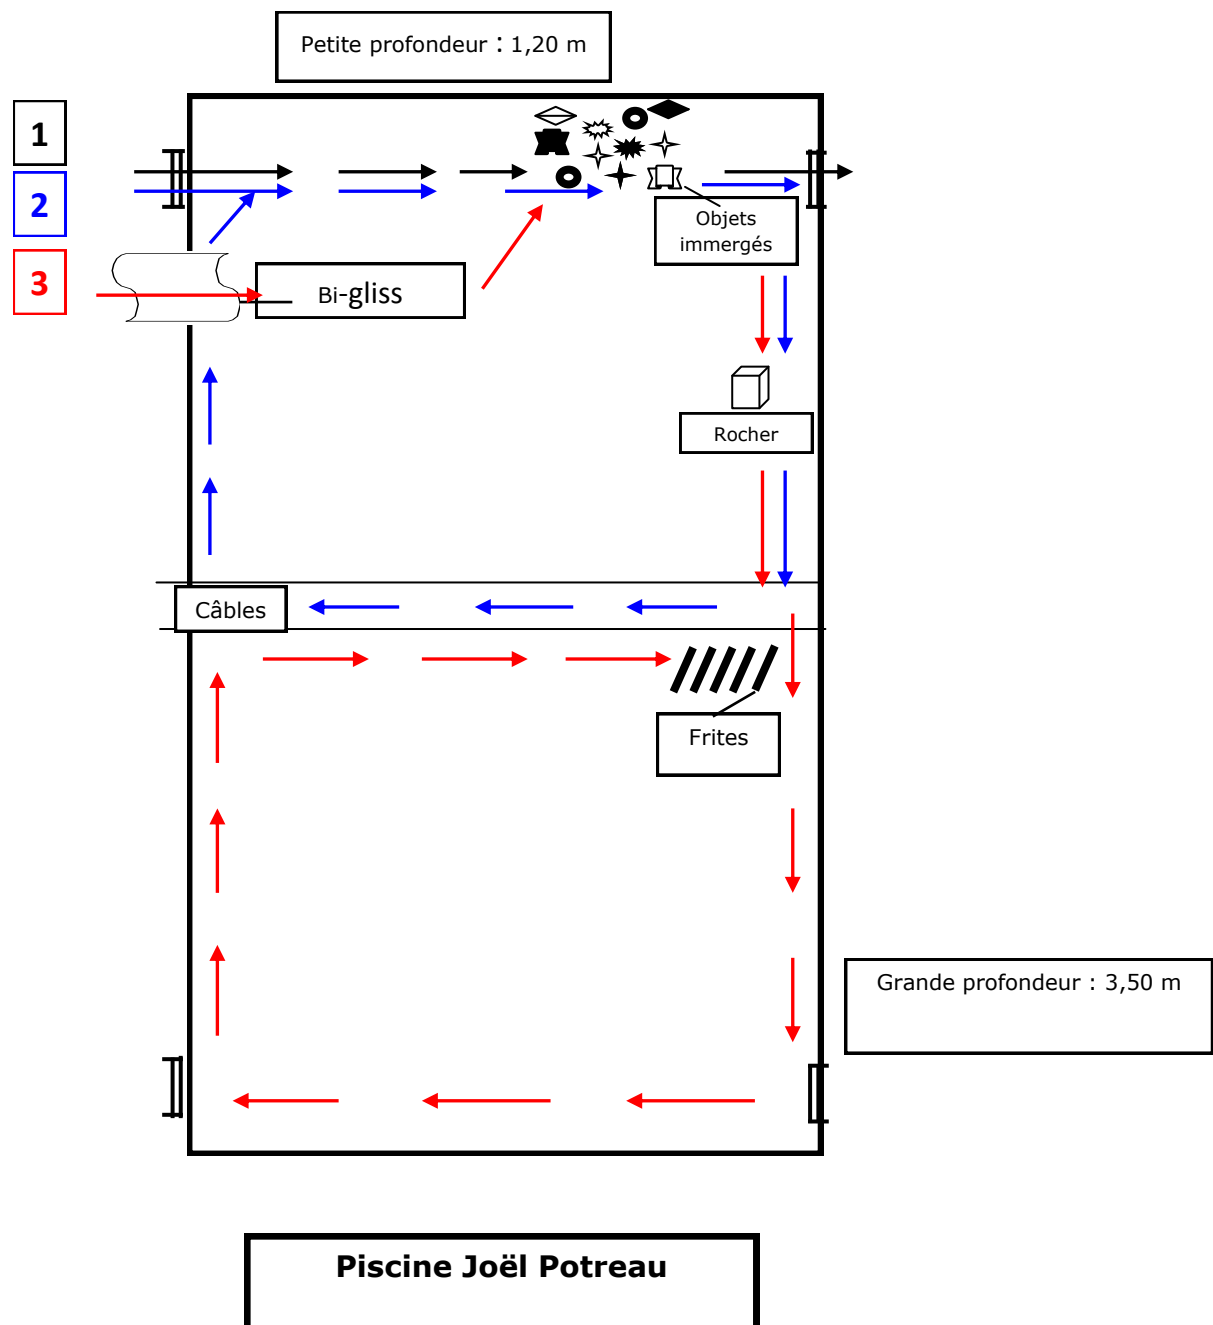 Petite profondeur : 1,20 m
1
2
3
Objets
immergés
Bi-gliss
Rocher
Câbles
Frites
Grande profondeur : 3,50 m
Piscine Joël Potreau